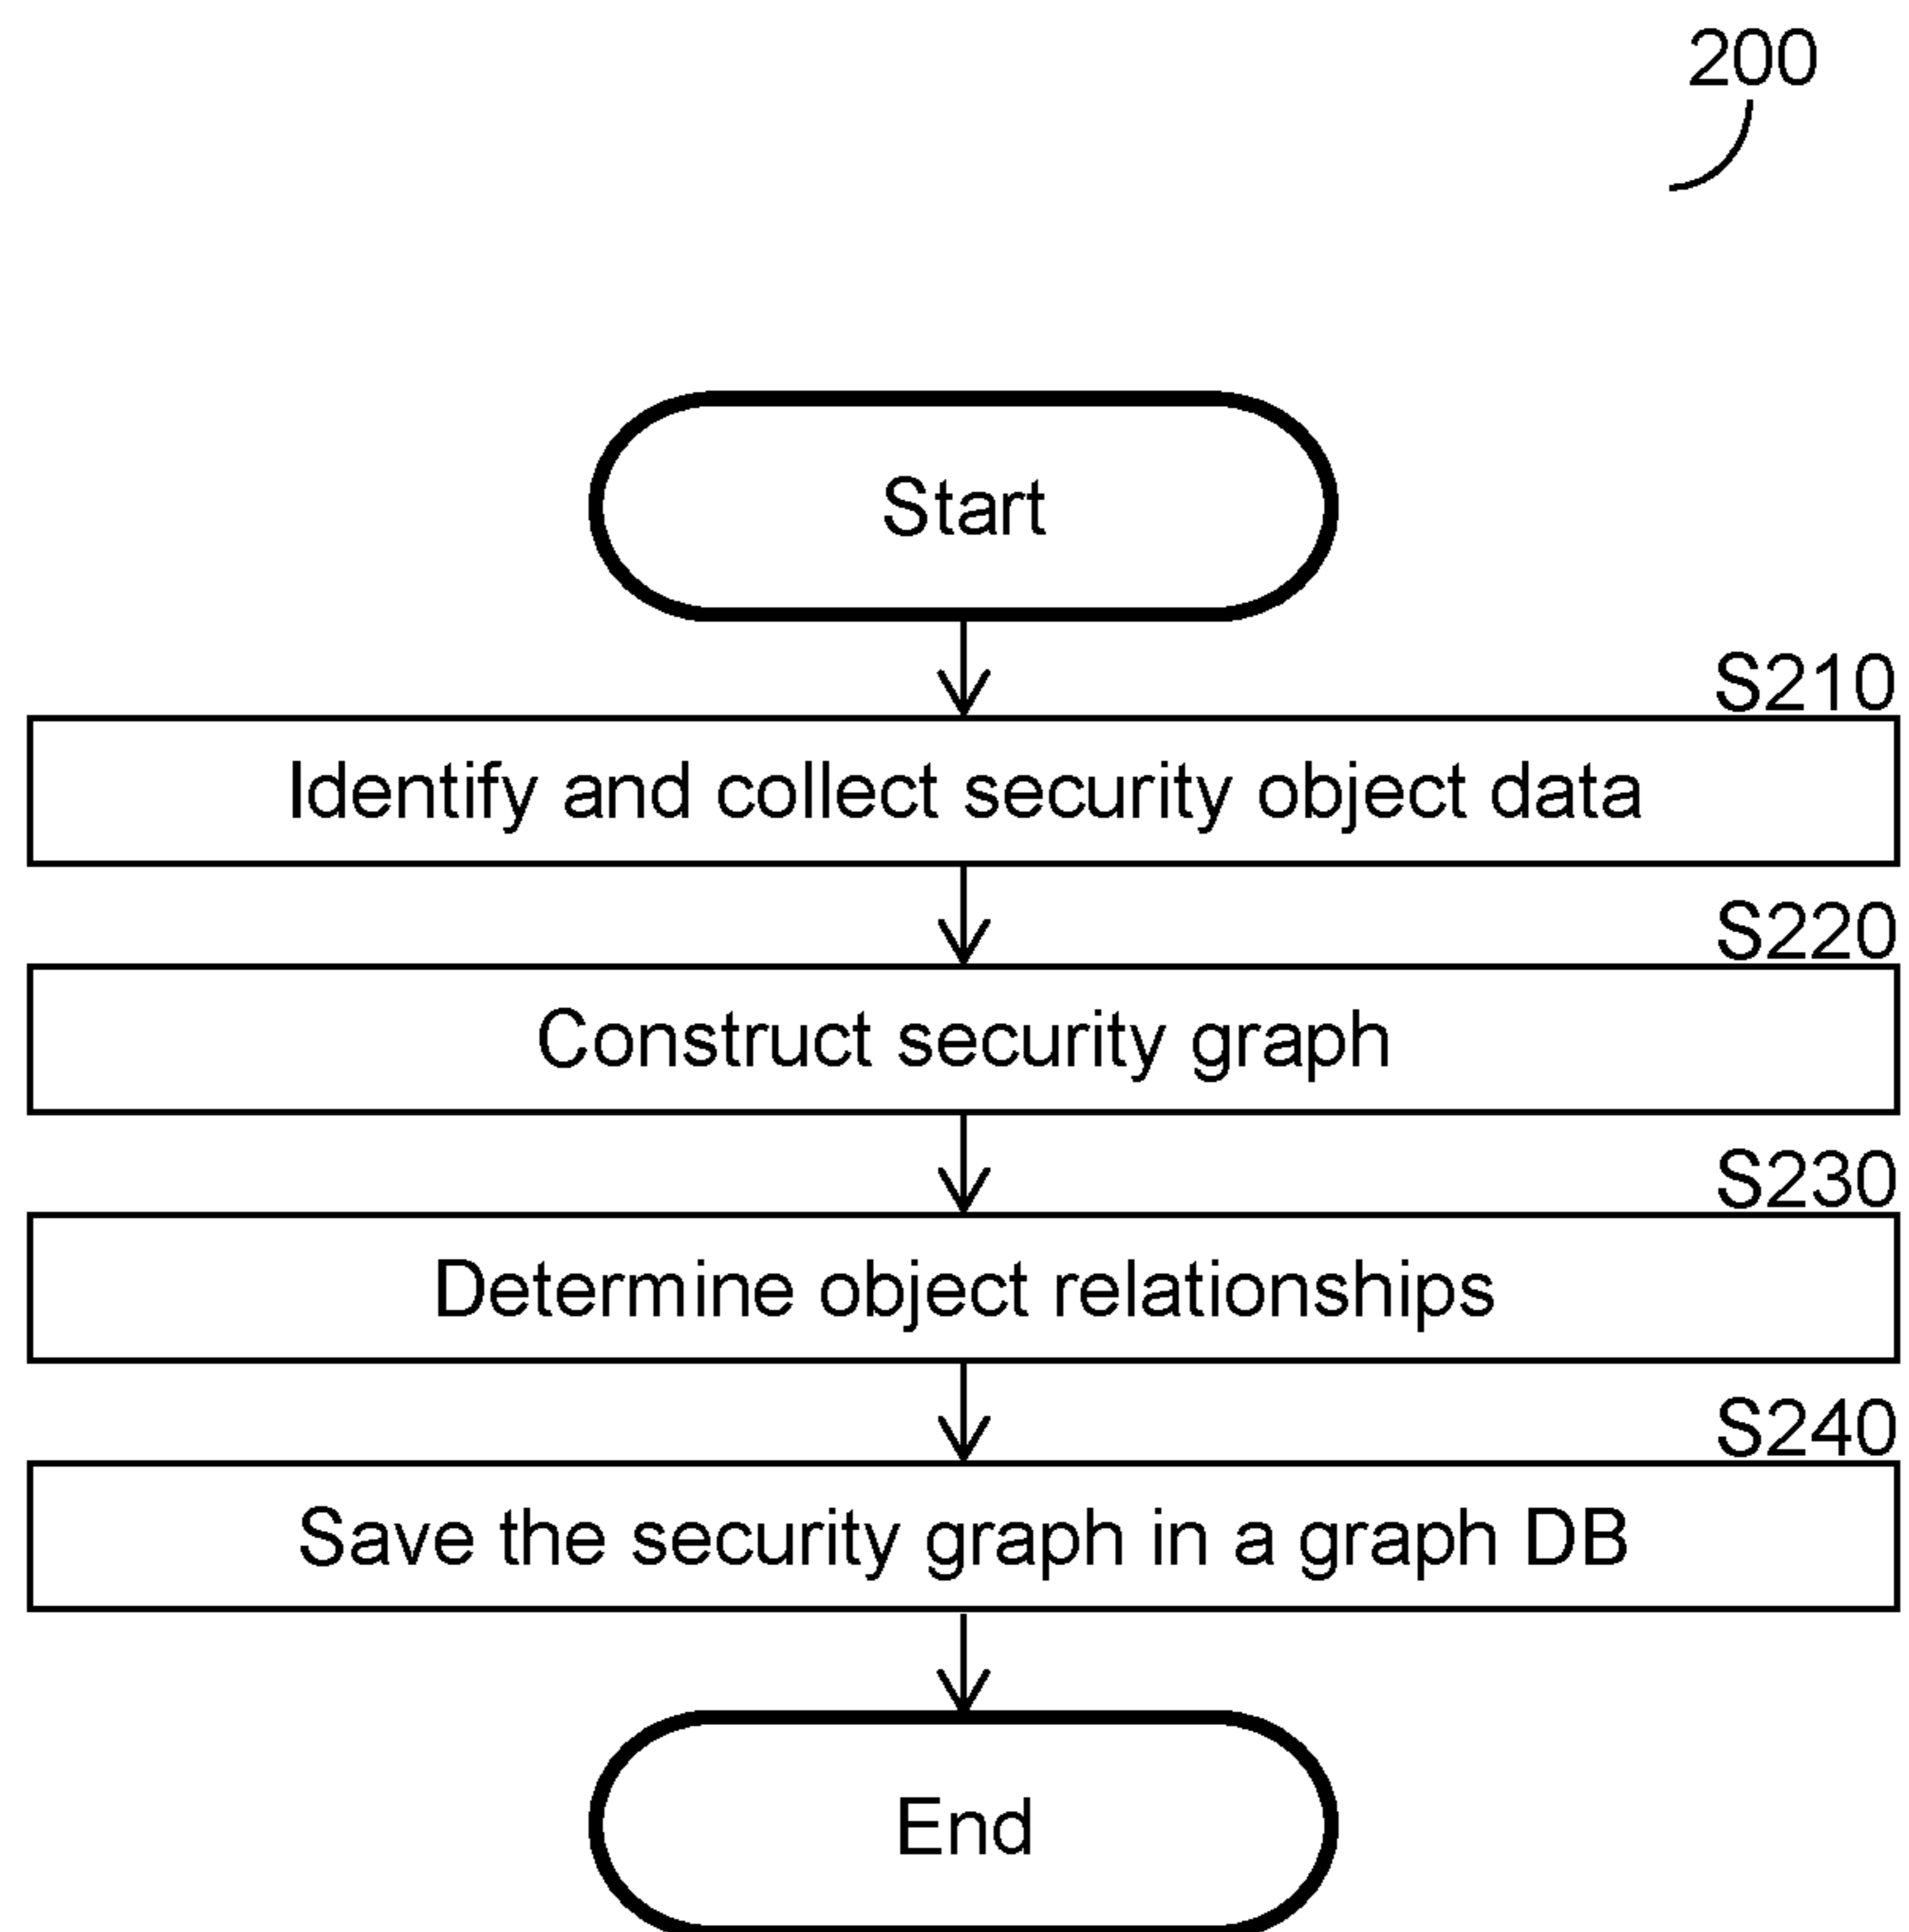 200
Start
S210
Identify and collect security object data
S220
Construct security graph
S230
Determine object relationships
S240
Save the security graph in a graph DB
End